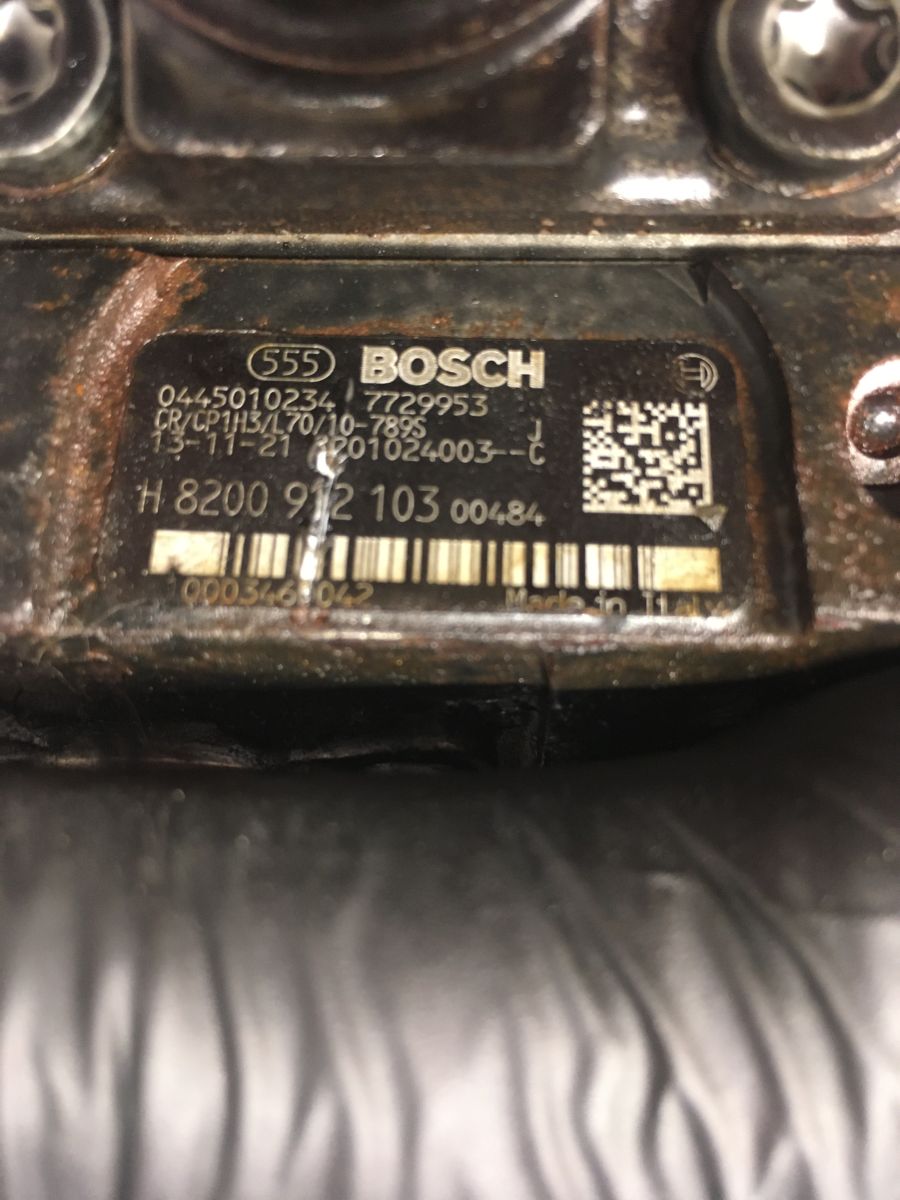 555 BOSCH
0445010234 7729953
CR/CP1H3/L70/10-789S J
13-11-21 8201024003--C
H 8200 912 103 00484
Made in Italy